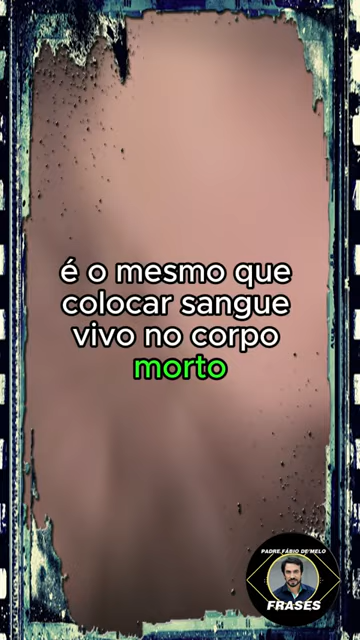 é o mesmo que
colocar sangue
vivo no corpo
morto
PADRE.FÁBIO DE MELO
FRASES